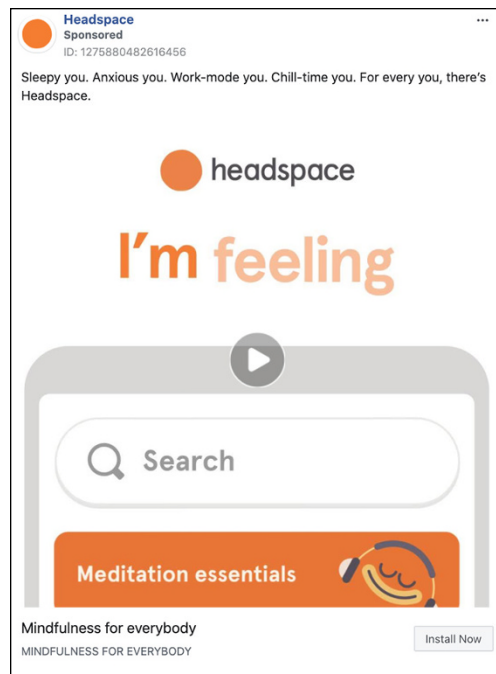 Headspace
Sponsored
ID: 1275880482616456
Sleepy you. Anxious you. Work-mode you. Chill-time you. For every you, there's
Headspace.
headspace
I'm feeling
Search
Meditation essentials
Mindfulness for everybody
Install Now
MINDFULNESS FOR EVERYBODY